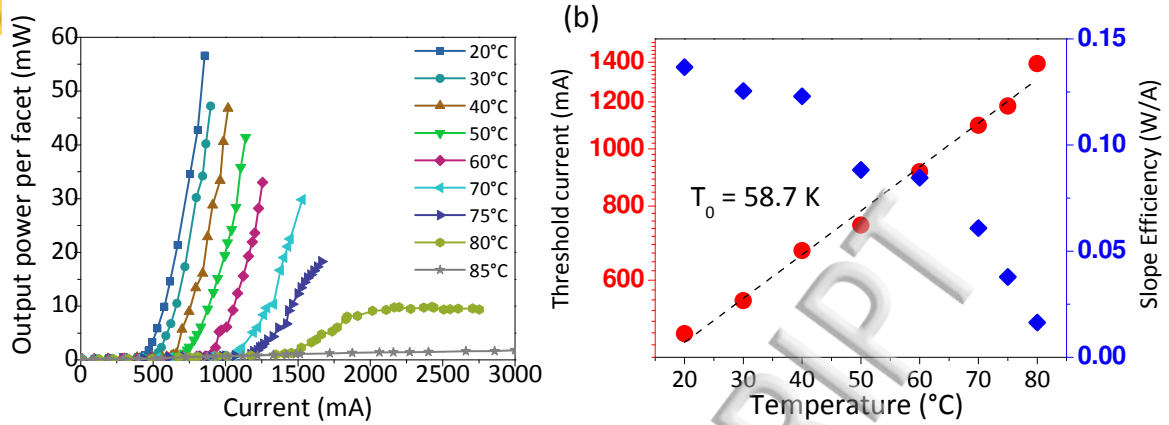 (b)
Output power per facet (mW)
60
50
40
30
20
10
0
0 500 1000 1500 2000 2500 3000
Current (mA)
20°C
30°C
40°C
50°C
60°C
70°C
75°C
80°C
85°C
Threshold current (mA)
1400
1200
1000
800
600
T0 = 58.7 K
20 30 40 50 60 70 80
Temperature (°C)
0.15
0.10
0.05
0.00
Slope Efficiency (W/A)
RIPT